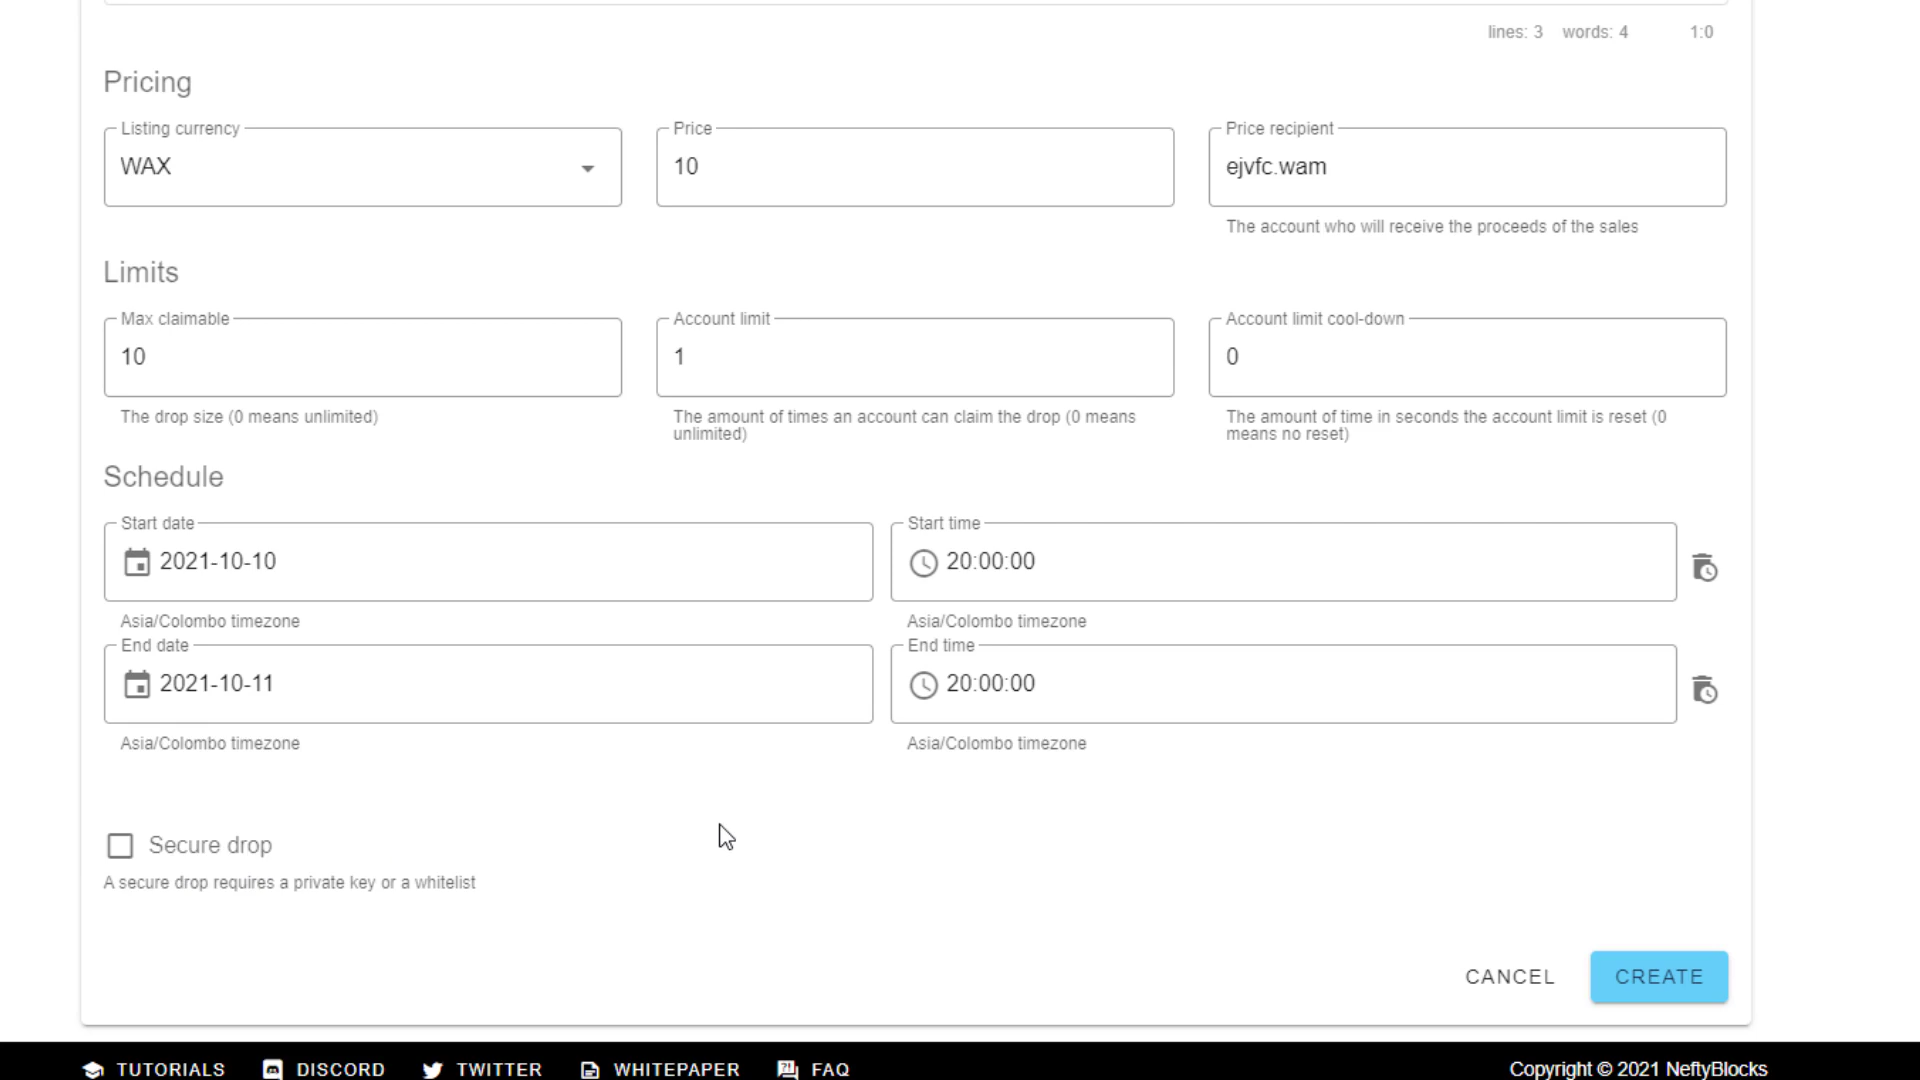 lines: 3 words: 4 1:0
Pricing
Listing currency
WAX
Price
10
Price recipient
ejvfc.wam
The account who will receive the proceeds of the sales
Limits
Max claimable
10
The drop size (0 means unlimited)
Account limit
1
The amount of times an account can claim the drop (0 means
unlimited)
Account limit cool-down
0
The amount of time in seconds the account limit is reset (0
means no reset)
Schedule
Start date
2021-10-10
Asia/Colombo timezone
Start time
20:00:00
Asia/Colombo timezone
End date
2021-10-11
Asia/Colombo timezone
End time
20:00:00
Asia/Colombo timezone
Secure drop
A secure drop requires a private key or a whitelist
CANCEL
CREATE
TUTORIALS
DISCORD
TWITTER
WHITEPAPER
FAQ
Copyright © 2021 NeftyBlocks